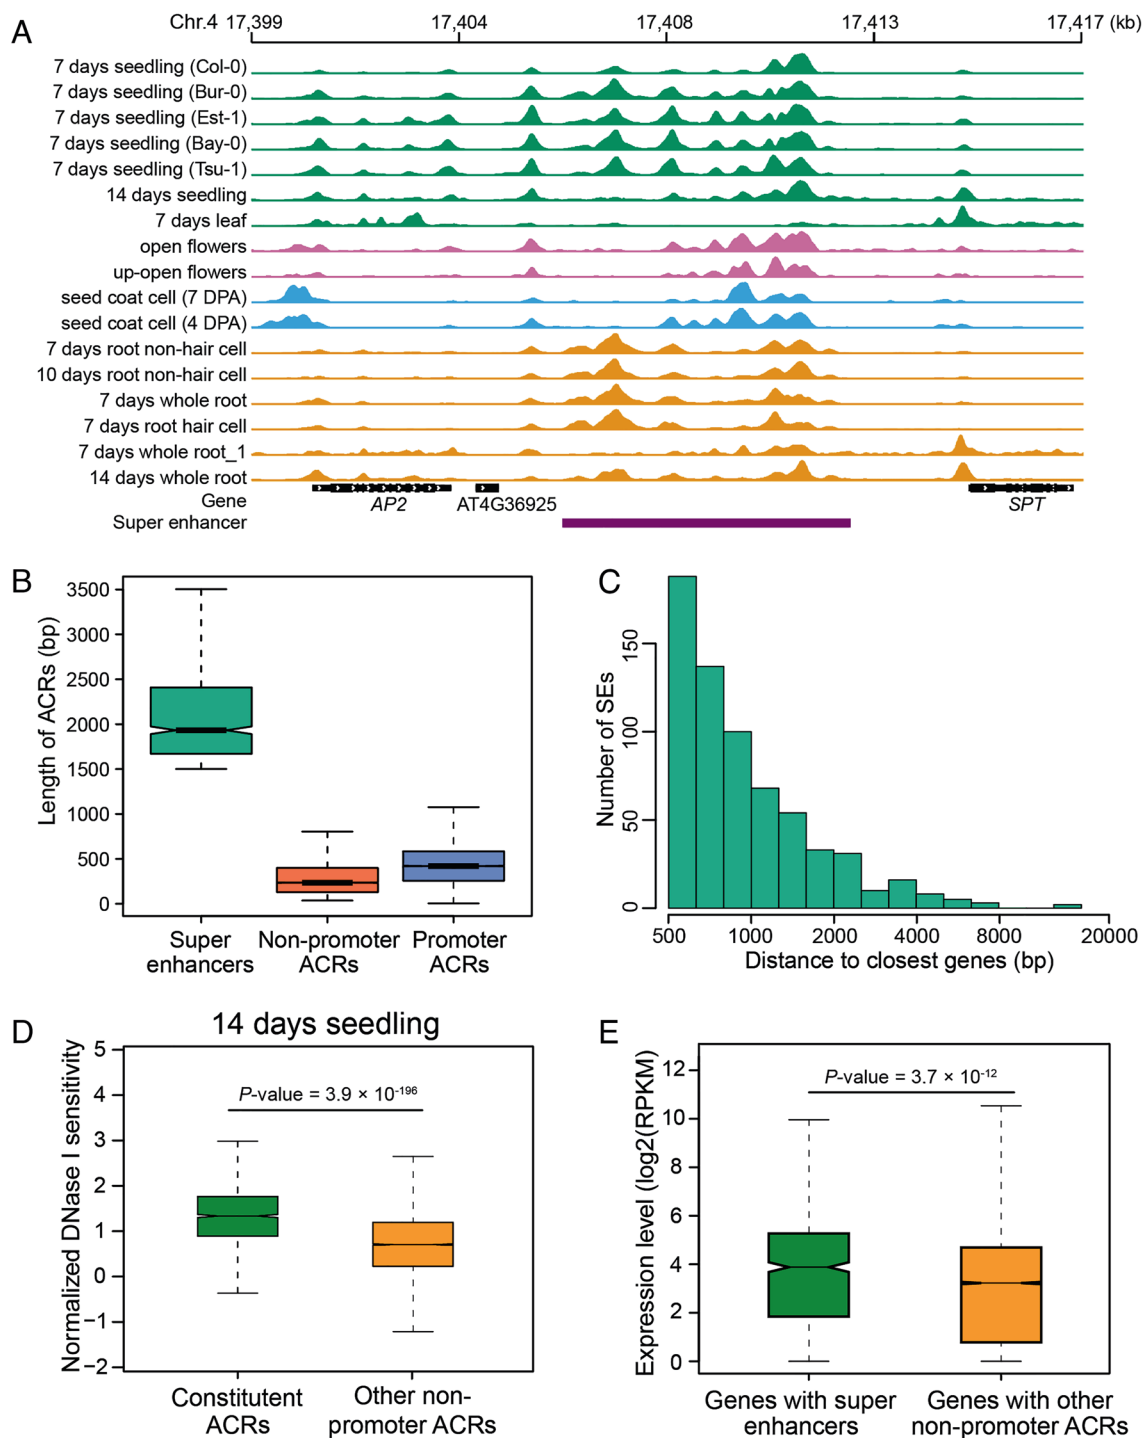 A
Chr.4 17,399 17,404 17,408 17,413 17,417 (kb)
7 days seedling (Col-0)
7 days seedling (Bur-0)
7 days seedling (Est-1)
7 days seedling (Bay-0)
7 days seedling (Tsu-1)
14 days seedling
7 days leaf
open flowers
up-open flowers
seed coat cell (7 DPA)
seed coat cell (4 DPA)
7 days root non-hair cell
10 days root non-hair cell
7 days whole root
7 days root hair cell
7 days whole root_1
14 days whole root
Gene AP2 AT4G36925 SPT
Super enhancer
B
Length of ACRs (bp)
3500
3000
2500
2000
1500
1000
500
0
Super enhancers
Non-promoter ACRs
Promoter ACRs
C
Number of SEs
150
100
50
0
500 1000 2000 4000 8000 20000
Distance to closest genes (bp)
D
14 days seedling
Normalized DNase I sensitivity
5
4
3
2
1
0
−1
−2
P-value = 3.9 × 10-196
Constitutent ACRs
Other non-promoter ACRs
E
Expression level (log2(RPKM)
12
10
8
6
4
2
0
P-value = 3.7 × 10-12
Genes with super enhancers
Genes with other non-promoter ACRs